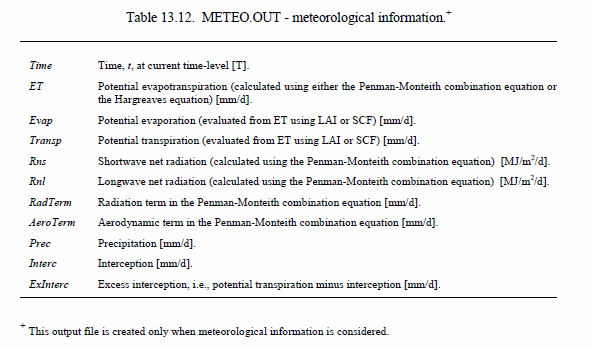 Table 13.12. METEO.OUT - meteorological information.+
Time Time, t, at current time-level [T].
ET Potential evapotranspiration (calculated using either the Penman-Monteith combination equation or
the Hargreaves equation) [mm/d].
Evap Potential evaporation (evaluated from ET using LAI or SCF) [mm/d].
Transp Potential transpiration (evaluated from ET using LAI or SCF) [mm/d].
Rns Shortwave net radiation (calculated using the Penman-Monteith combination equation) [MJ/m2/d].
Rnl Longwave net radiation (calculated using the Penman-Monteith combination equation) [MJ/m2/d].
RadTerm Radiation term in the Penman-Monteith combination equation [mm/d].
AeroTerm Aerodynamic term in the Penman-Monteith combination equation [mm/d].
Prec Precipitation [mm/d].
Interc Interception [mm/d].
ExInterc Excess interception, i.e., potential transpiration minus interception [mm/d].
+ This output file is created only when meteorological information is considered.